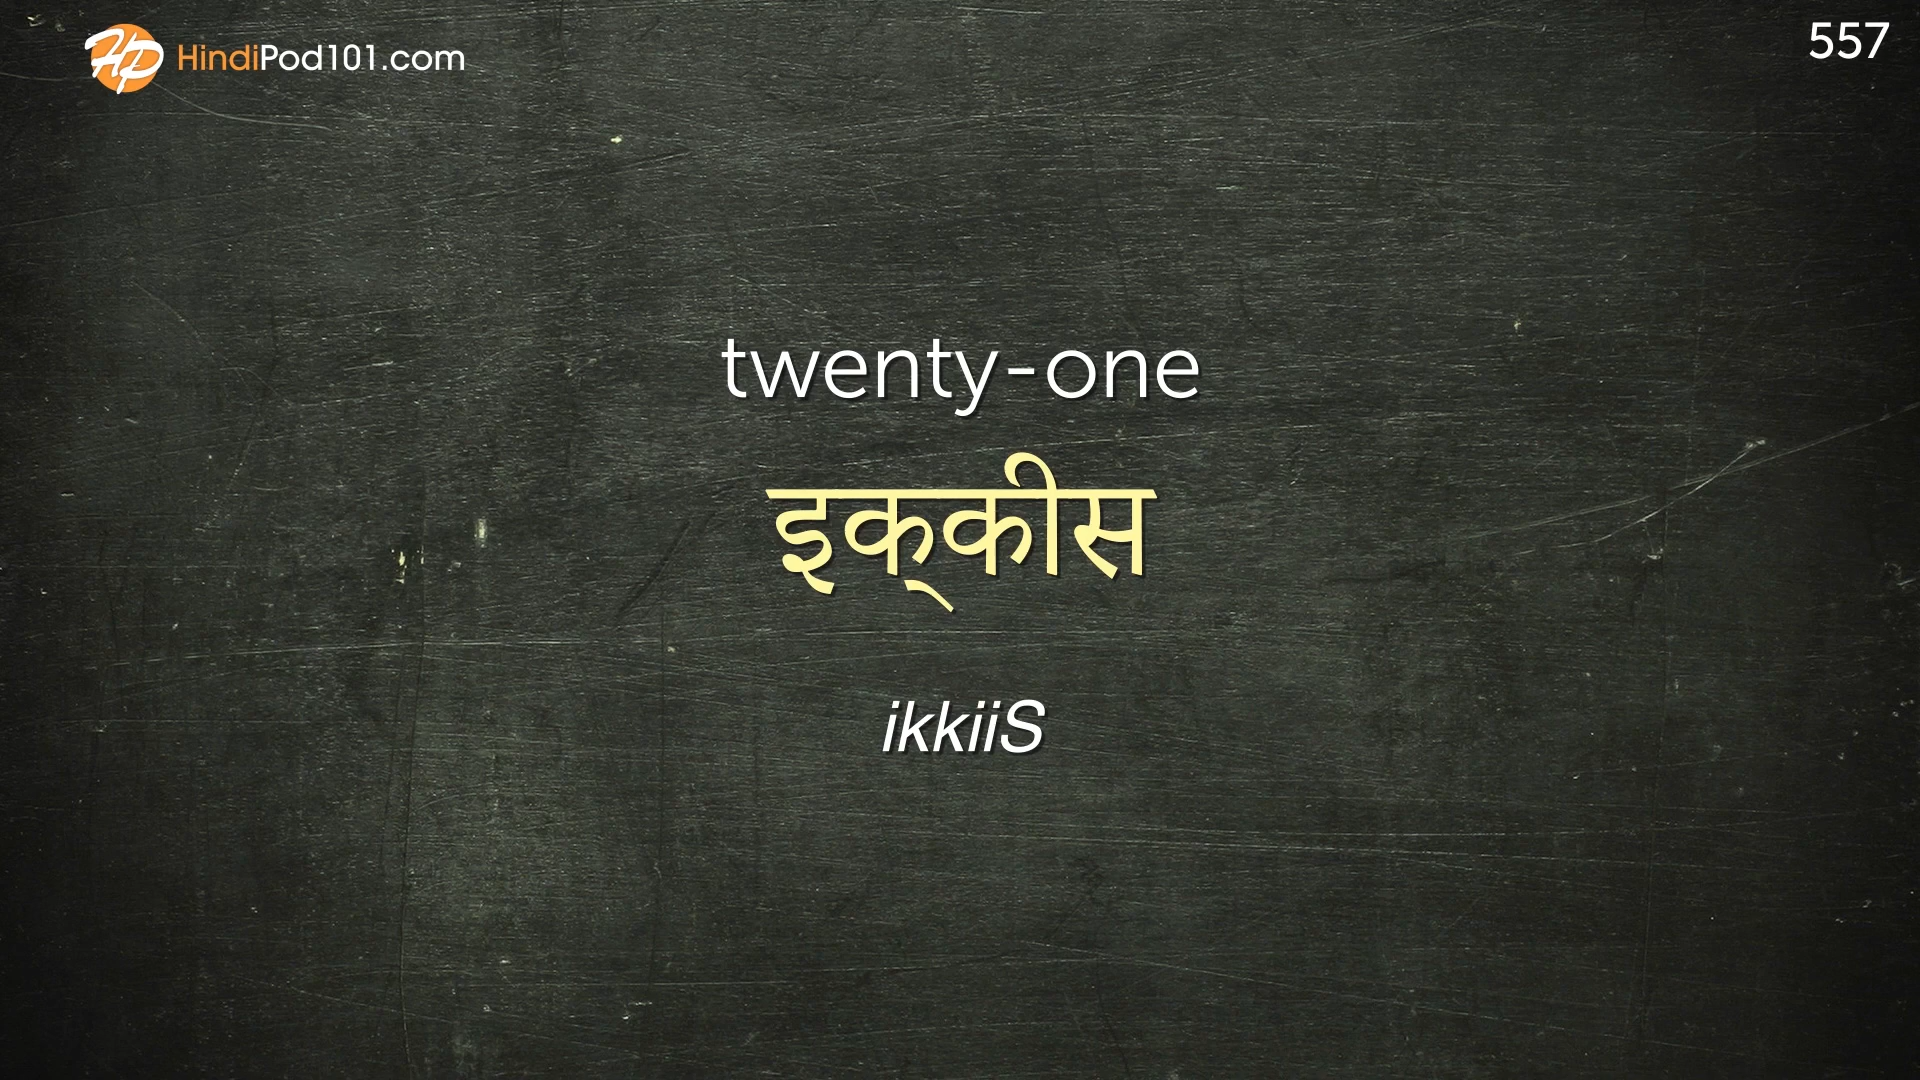 HindiPod101.com
557
twenty-one
इक्‌कीस
ikkiiS